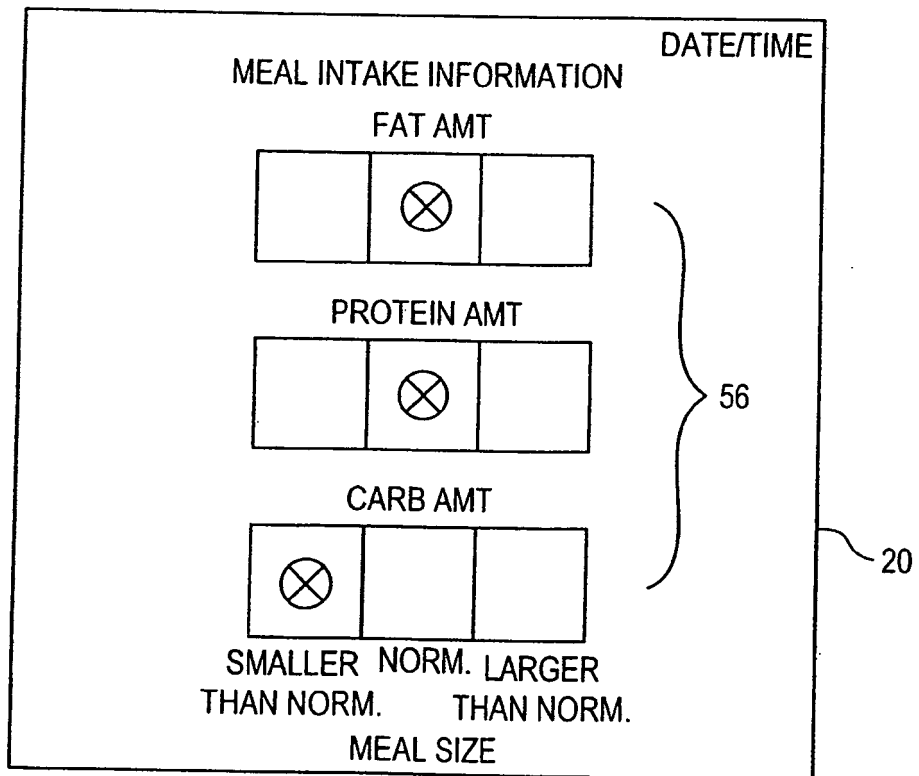 DATE/TIME
MEAL INTAKE INFORMATION
FAT AMT
PROTEIN AMT
56
CARB AMT
20
SMALLER NORM. LARGER
THAN NORM. THAN NORM.
MEAL SIZE